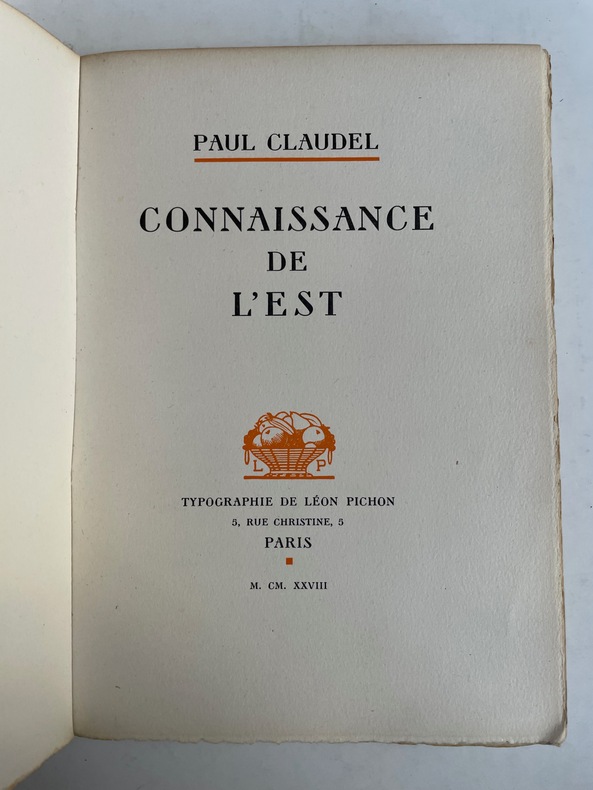 PAUL CLAUDEL
CONNAISSANCE
DE
L'EST
L P
TYPOGRAPHIE DE LÉON PICHON
5, RUE CHRISTINE, 5
PARIS
M. CM. XXVIII